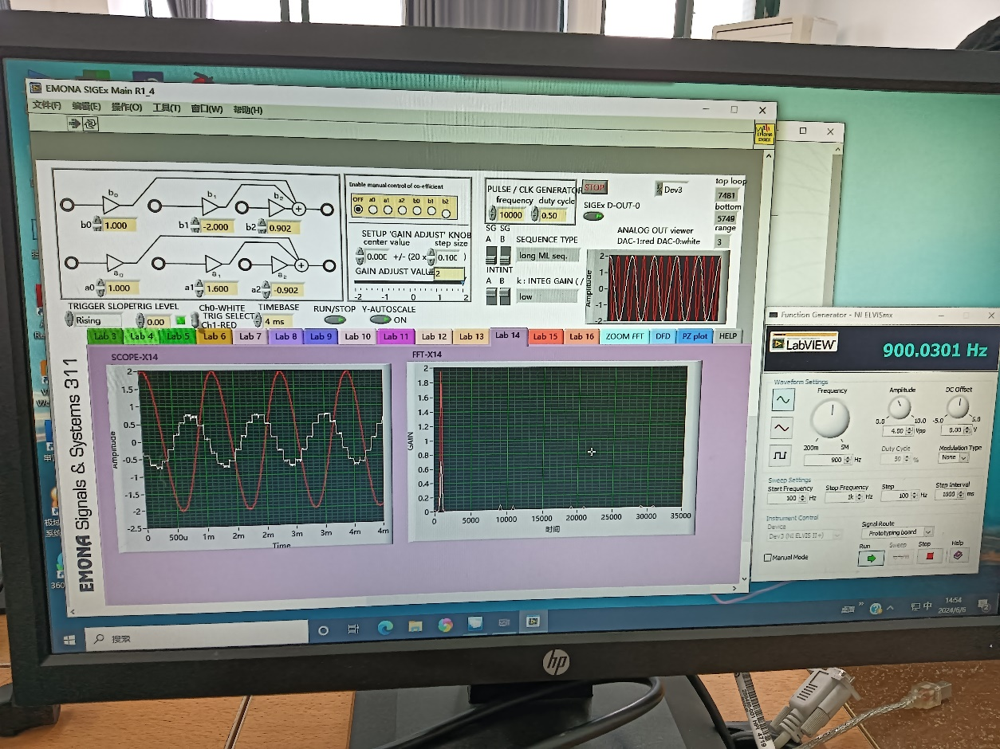 EMONA SIGEx Main R1_4
文件(F) 编辑(E) 操作(O) 工具(T) 窗口(W) 帮助(H)
EMONA SIGEX
b₀ b₁ b₂
b0 1.000 b1 -2.000 b2 0.902
a₀ a₁ a₂
a0 1.000 a1 1.600 a2 -0.902
Enable manual control of co-efficient
OFF a0 a1 a2 b0 b1 b2
SETUP 'GAIN ADJUST' KNOB
center value step size
0.00( +/- (20 x 0.10( )
GAIN ADJUST VALUE 2
-2 -1 0 1 2
PULSE / CLK GENERATOR
frequency duty cycle
10000 0.50
STOP
SIGEx D-OUT-0
Dev3
top loop
7481
bottom
5749
range
3
SG SG
A B
SEQUENCE TYPE
long ML seq.
INTINT
A B
k : INTEG GAIN ( /
low
ANALOG OUT viewer
DAC-1:red DAC-0:white
Amplitude
2
1
0
-1
-2
TRIGGER SLOPE TRIG LEVEL
Rising 0.00
Ch0-WHITE
TRIG SELECT
Ch1-RED
TIMEBASE
4 ms
RUN/STOP Y-AUTOSCALE
ON
Lab 3 Lab 4 Lab 5 Lab 6 Lab 7 Lab 8 Lab 9 Lab 10 Lab 11 Lab 12 Lab 13 Lab 14 Lab 15 Lab 16 ZOOM FFT DFD PZ plot HELP
EMONA Signals & Systems 311
SCOPE-X14
Amplitude
2
1.5
1
0.5
0
-0.5
-1
-1.5
-2
-2.5
0 500u 1m 2m 2m 3m 4m 4m
Time
FFT-X14
GAIN
2
1.8
1.6
1.4
1.2
1
0.8
0.6
0.4
0.2
0
0 5000 10000 15000 20000 25000 30000 35000
时间
Function Generator - NI ELVISmx
LabVIEW
900.0301 Hz
Waveform Settings
Frequency
200m 5M
900 Hz
Amplitude
0.0 10.0
4.00 Vpp
DC Offset
-5.0 5.0
0.00 V
Duty Cycle
50 %
Modulation Type
None
Sweep Settings
Start Frequency Stop Frequency Step Step Interval
100 Hz 1k Hz 100 Hz 1000 ms
Instrument Control
Device
Dev3 (NI ELVIS II+)
Signal Route
Prototyping board
Manual Mode
Run Sweep Stop Help
搜索
桌面
中
14:54
2024/6/6
2
hp